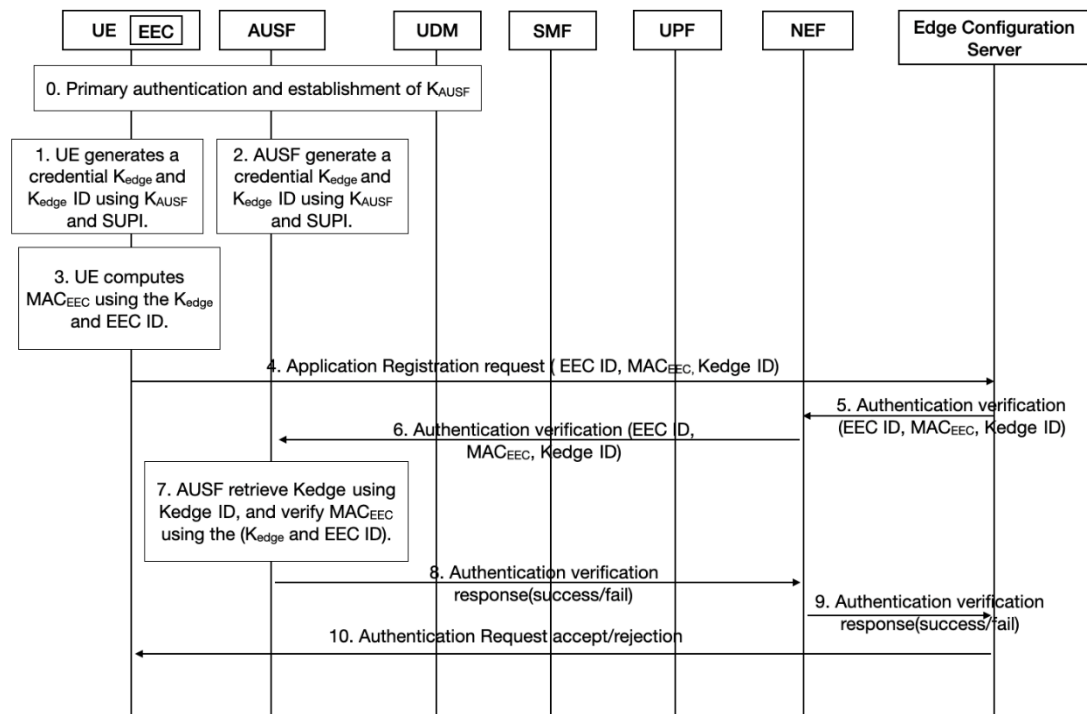 UE EEC
AUSF
UDM
SMF
UPF
NEF
Edge Configuration
Server
0. Primary authentication and establishment of KAUSF
1. UE generates a
credential Kedge and
Kedge ID using KAUSF
and SUPI.
2. AUSF generate a
credential Kedge and
Kedge ID using KAUSF
and SUPI.
3. UE computes
MACEEC using the Kedge
and EEC ID.
4. Application Registration request ( EEC ID, MACEEC, Kedge ID)
5. Authentication verification
(EEC ID, MACEEC, Kedge ID)
6. Authentication verification (EEC ID,
MACEEC, Kedge ID)
7. AUSF retrieve Kedge using
Kedge ID, and verify MACEEC
using the (Kedge and EEC ID).
8. Authentication verification
response(success/fail)
9. Authentication verification
response(success/fail)
10. Authentication Request accept/rejection